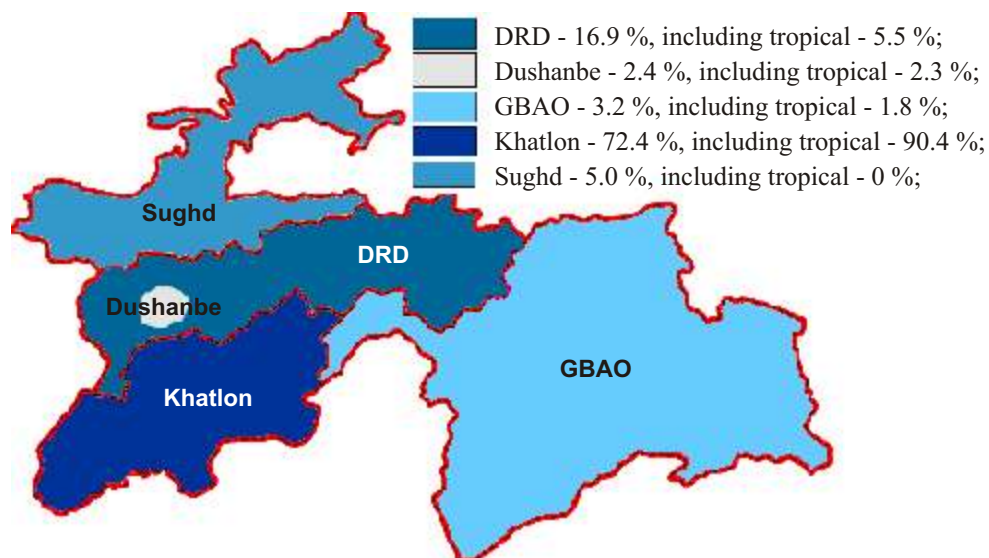 DRD - 16.9 %, including tropical - 5.5 %;
Dushanbe - 2.4 %, including tropical - 2.3 %;
GBAO - 3.2 %, including tropical - 1.8 %;
Khatlon - 72.4 %, including tropical - 90.4 %;
Sughd - 5.0 %, including tropical - 0 %;
Sughd
DRD
Dushanbe
GBAO
Khatlon